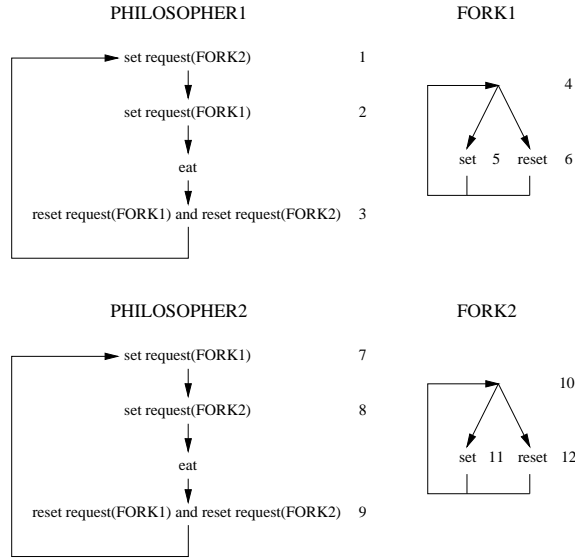 PHILOSOPHER1
set request(FORK2) 1
set request(FORK1) 2
eat
reset request(FORK1) and reset request(FORK2) 3
FORK1
4
set 5 reset 6
PHILOSOPHER2
set request(FORK1) 7
set request(FORK2) 8
eat
reset request(FORK1) and reset request(FORK2) 9
FORK2
10
set 11 reset 12